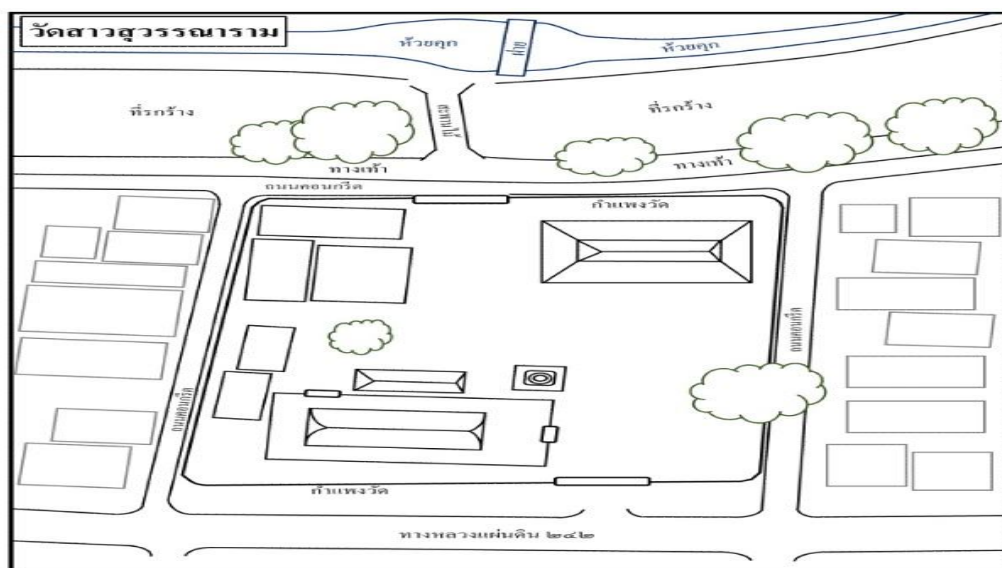 วัดสาวสุวรรณาราม
ห้วยคุก
ฝาย
ห้วยคุก
ที่รกร้าง
ที่รกร้าง
ทางเท้า
ทางเท้า
ถนนคอนกรีต
กำแพงวัด
ถนนคอนกรีต
ถนนคอนกรีต
กำแพงวัด
ทางหลวงแผ่นดิน ๒๔๒